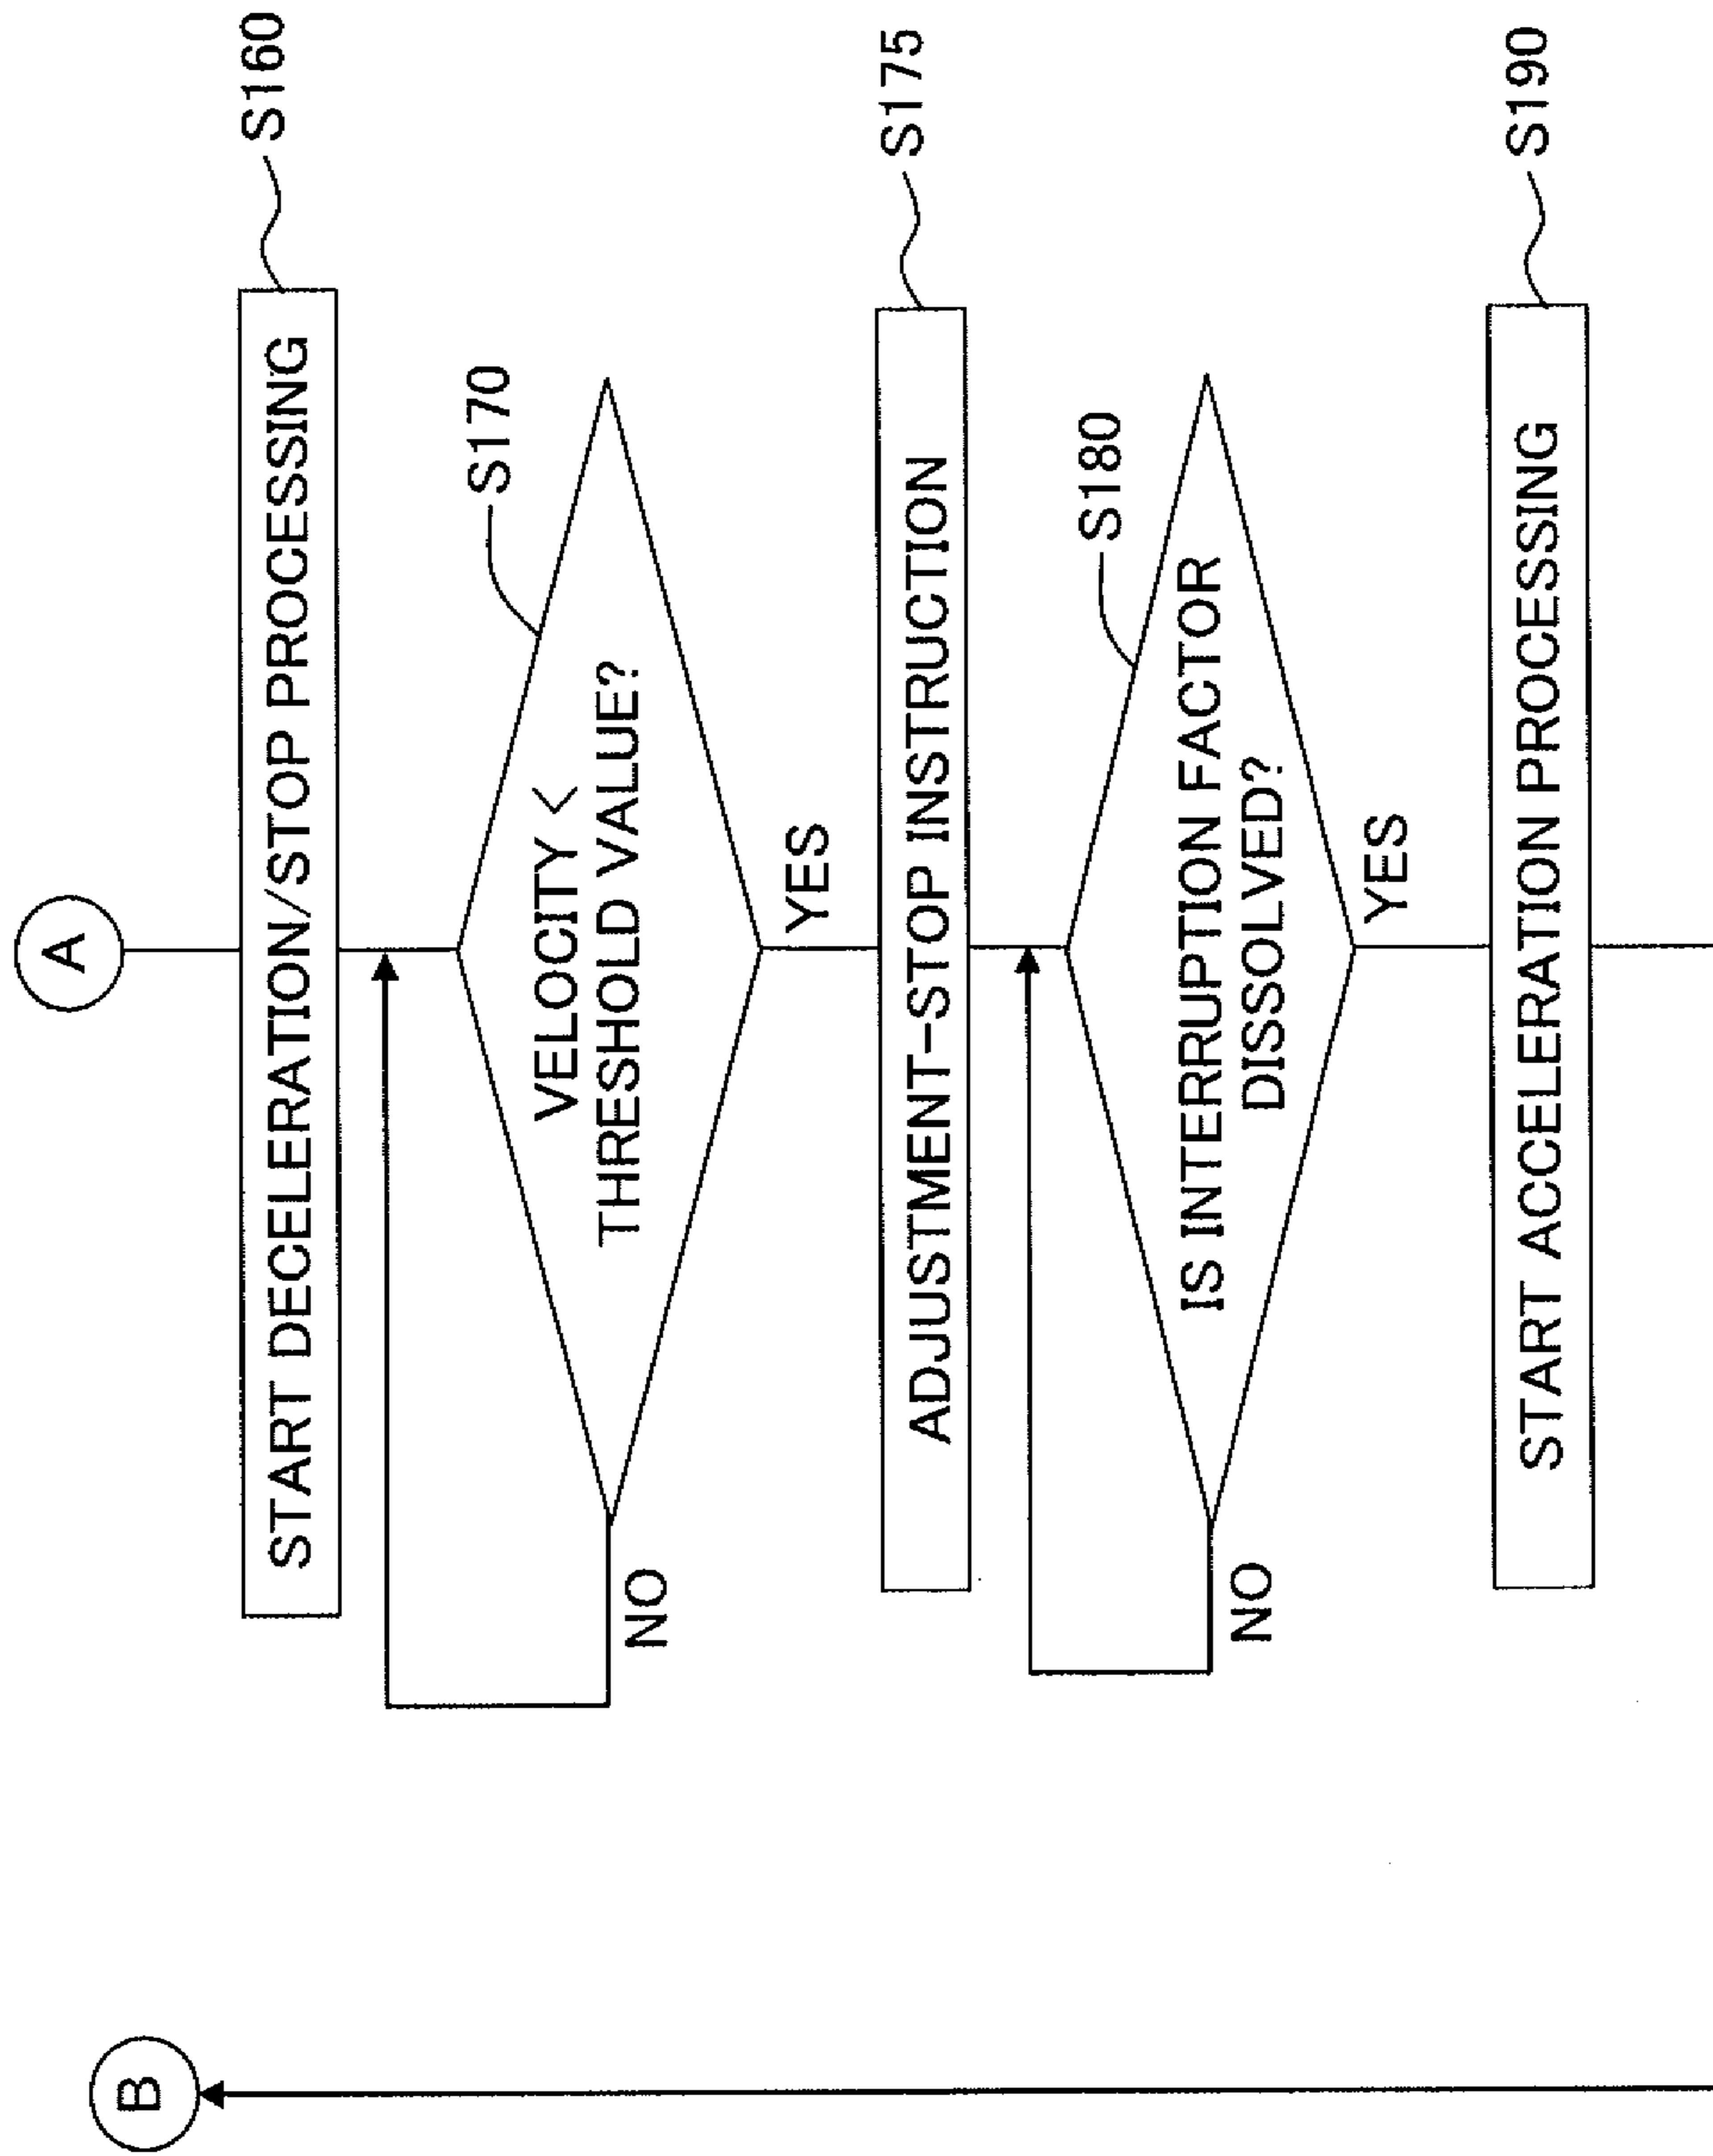 A
START DECELERATION/STOP PROCESSING
S160
VELOCITY <
THRESHOLD VALUE?
S170
NO
YES
ADJUSTMENT-STOP INSTRUCTION
S175
IS INTERRUPTION FACTOR
DISSOLVED?
S180
NO
YES
START ACCELERATION PROCESSING
S190
B